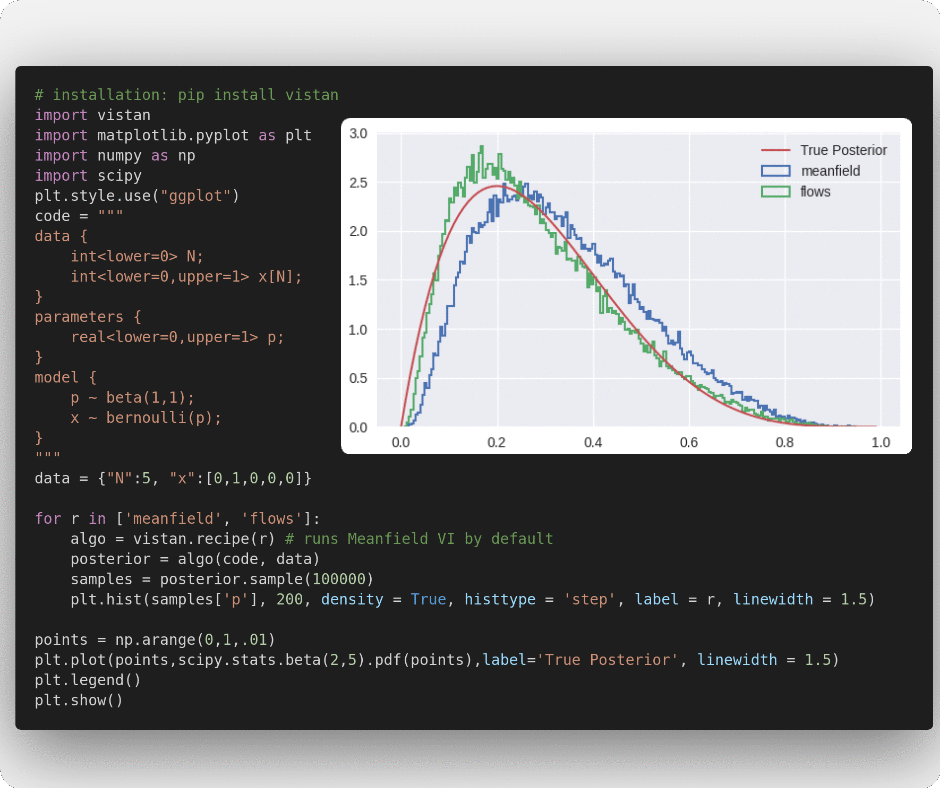 # installation: pip install vistan
import vistan
import matplotlib.pyplot as plt
import numpy as np
import scipy
plt.style.use("ggplot")
code = """
data {
    int<lower=0> N;
    int<lower=0,upper=1> x[N];
}
parameters {
    real<lower=0,upper=1> p;
}
model {
    p ~ beta(1,1);
    x ~ bernoulli(p);
}
"""
data = {"N":5, "x":[0,1,0,0,0]}

for r in ['meanfield', 'flows']:
    algo = vistan.recipe(r) # runs Meanfield VI by default
    posterior = algo(code, data)
    samples = posterior.sample(100000)
    plt.hist(samples['p'], 200, density = True, histtype = 'step', label = r, linewidth = 1.5)

points = np.arange(0,1,.01)
plt.plot(points,scipy.stats.beta(2,5).pdf(points),label='True Posterior', linewidth = 1.5)
plt.legend()
plt.show()
3.0
2.5
2.0
1.5
1.0
0.5
0.0
0.0 0.2 0.4 0.6 0.8 1.0
True Posterior
meanfield
flows